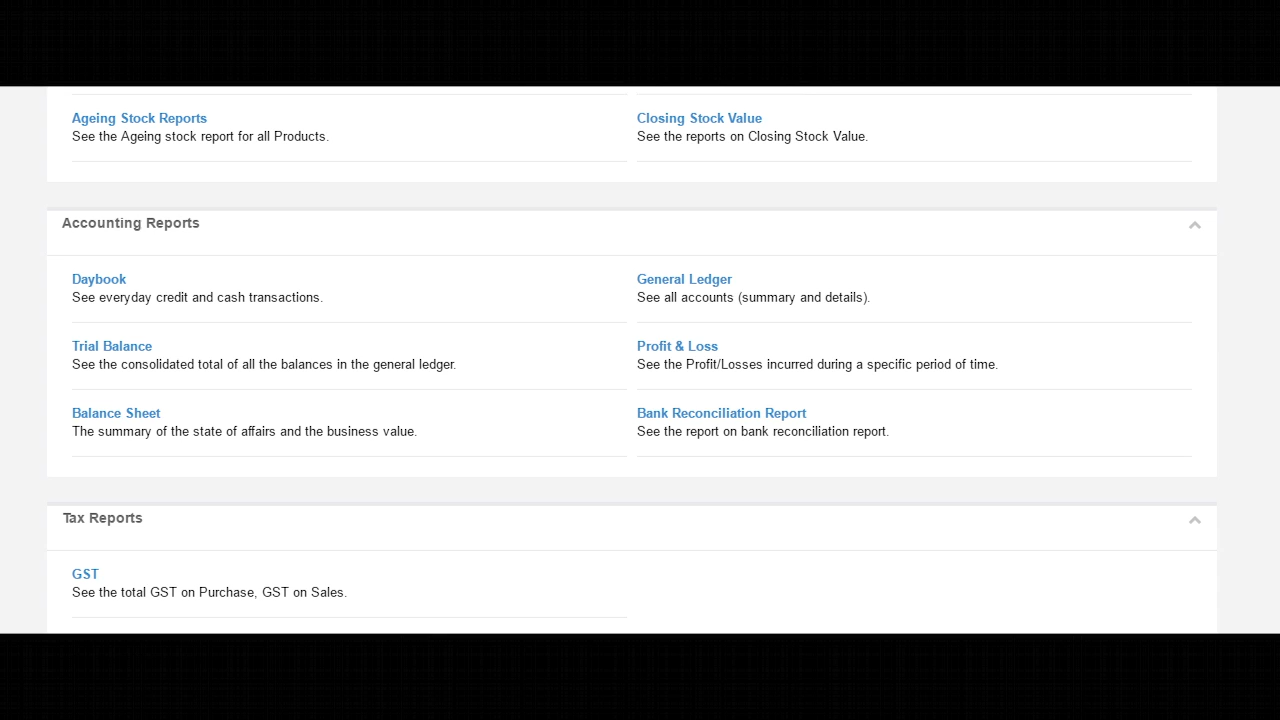 Ageing Stock Reports
See the Ageing stock report for all Products.
Closing Stock Value
See the reports on Closing Stock Value.
Accounting Reports
Daybook
See everyday credit and cash transactions.
General Ledger
See all accounts (summary and details).
Trial Balance
See the consolidated total of all the balances in the general ledger.
Profit & Loss
See the Profit/Losses incurred during a specific period of time.
Balance Sheet
The summary of the state of affairs and the business value.
Bank Reconciliation Report
See the report on bank reconciliation report.
Tax Reports
GST
See the total GST on Purchase, GST on Sales.